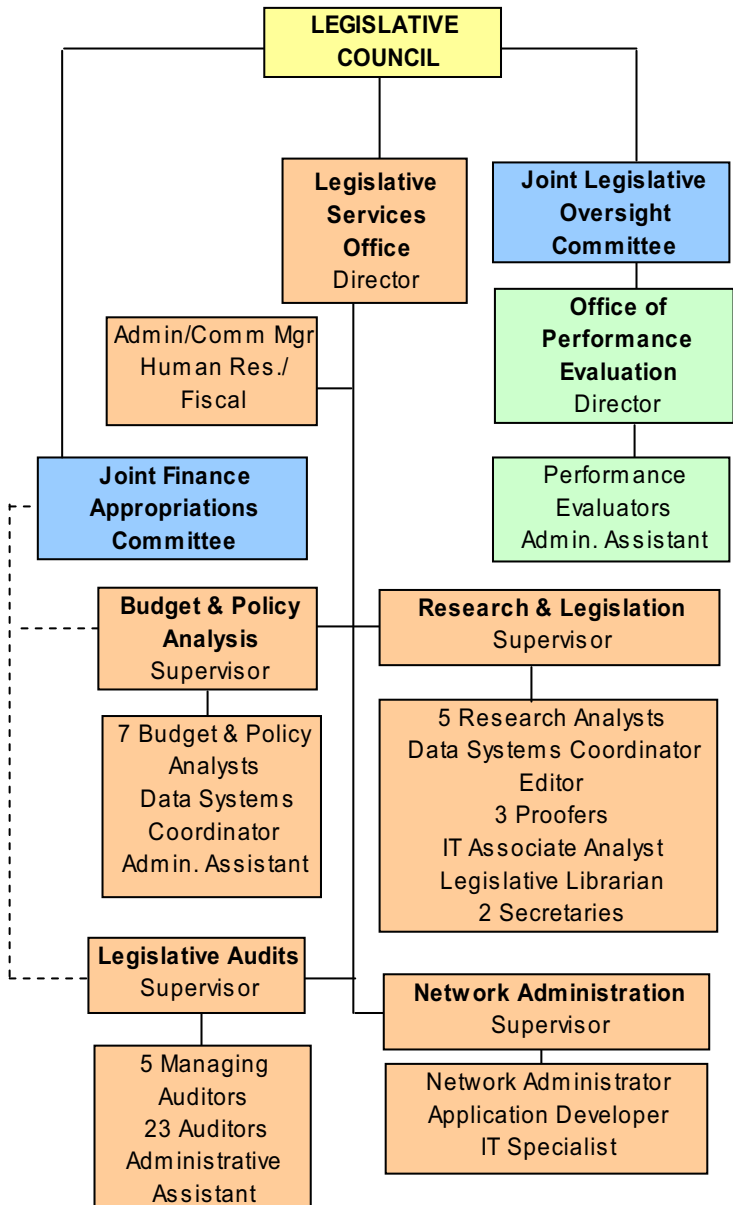 LEGISLATIVE
COUNCIL
Legislative
Services
Office
Director
Joint Legislative
Oversight
Committee
Office of
Performance
Evaluation
Director
Admin/Comm Mgr
Human Res./
Fiscal
Joint Finance
Appropriations
Committee
Performance
Evaluators
Admin. Assistant
Budget & Policy
Analysis
Supervisor
Research & Legislation
Supervisor
7 Budget & Policy
Analysts
Data Systems
Coordinator
Admin. Assistant
5 Research Analysts
Data Systems Coordinator
Editor
3 Proofers
IT Associate Analyst
Legislative Librarian
2 Secretaries
Legislative Audits
Supervisor
Network Administration
Supervisor
5 Managing
Auditors
23 Auditors
Administrative
Assistant
Network Administrator
Application Developer
IT Specialist